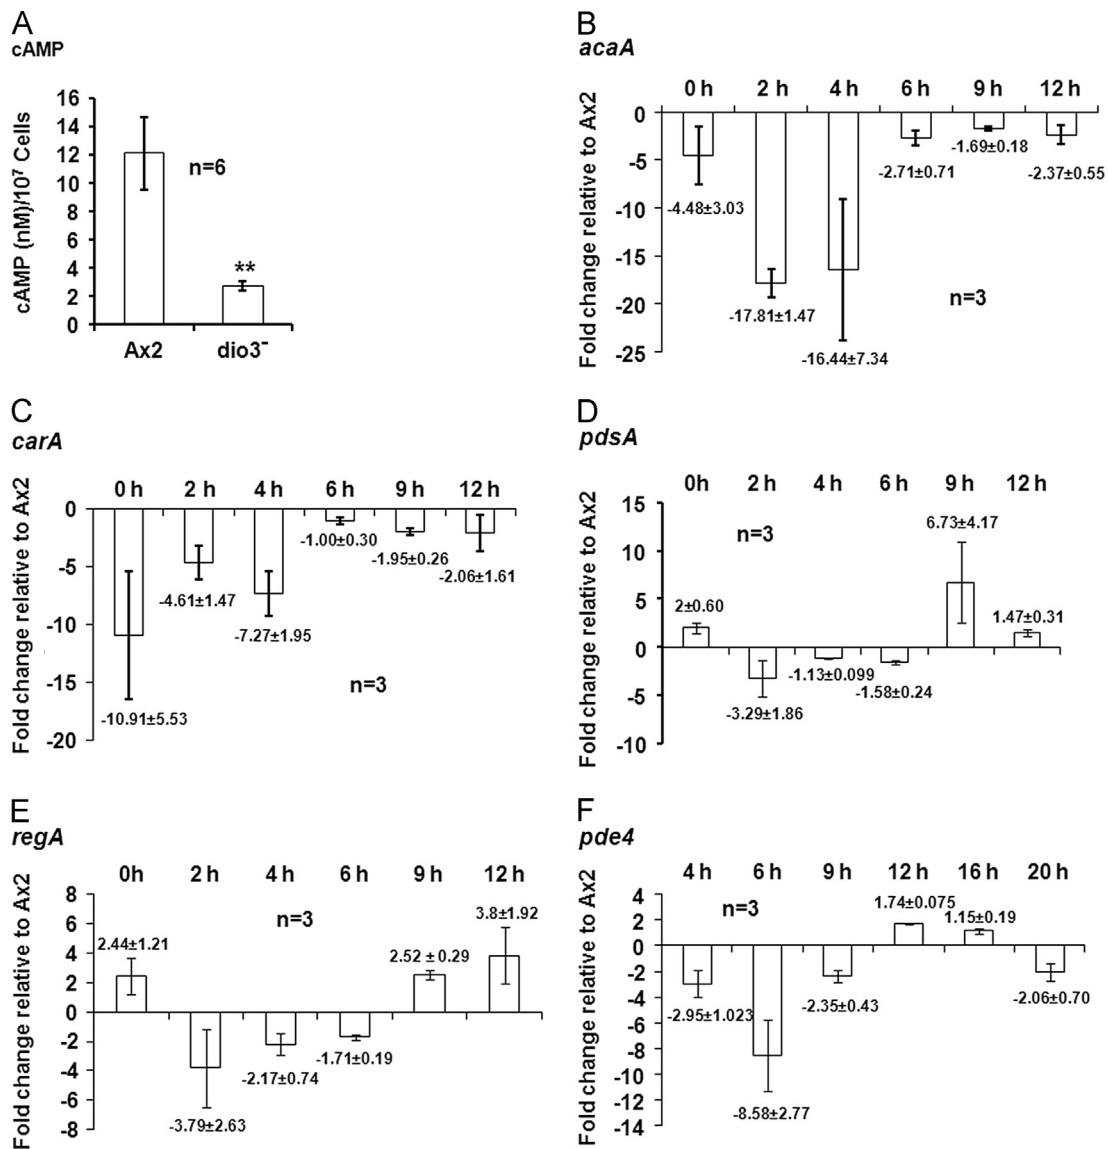 A
cAMP
cAMP (nM)/10⁷ Cells
16
14
12
10
8
6
4
2
0
n=6
**
Ax2 dio3⁻
B
acaA
Fold change relative to Ax2
0 h 2 h 4 h 6 h 9 h 12 h
0
-5
-10
-15
-20
-25
-4.48±3.03
-17.81±1.47
-16.44±7.34
-2.71±0.71
-1.69±0.18
-2.37±0.55
n=3
C
carA
Fold change relative to Ax2
0 h 2 h 4 h 6 h 9 h 12 h
0
-5
-10
-15
-20
-10.91±5.53
-4.61±1.47
-7.27±1.95
-1.00±0.30
-1.95±0.26
-2.06±1.61
n=3
D
pdsA
Fold change relative to Ax2
0h 2 h 4 h 6 h 9 h 12 h
15
10
5
0
-5
-10
n=3
2±0.60
-3.29±1.86
-1.13±0.099
-1.58±0.24
6.73±4.17
1.47±0.31
E
regA
Fold change relative to Ax2
0h 2 h 4 h 6 h 9 h 12 h
8
6
4
2
0
-2
-4
-6
-8
n=3
2.44±1.21
-3.79±2.63
-2.17±0.74
-1.71±0.19
2.52 ± 0.29
3.8±1.92
F
pde4
Fold change relative to Ax2
4 h 6 h 9 h 12 h 16 h 20 h
4
2
0
-2
-4
-6
-8
-10
-12
-14
n=3
-2.95±1.023
-8.58±2.77
-2.35±0.43
1.74±0.075
1.15±0.19
-2.06±0.70